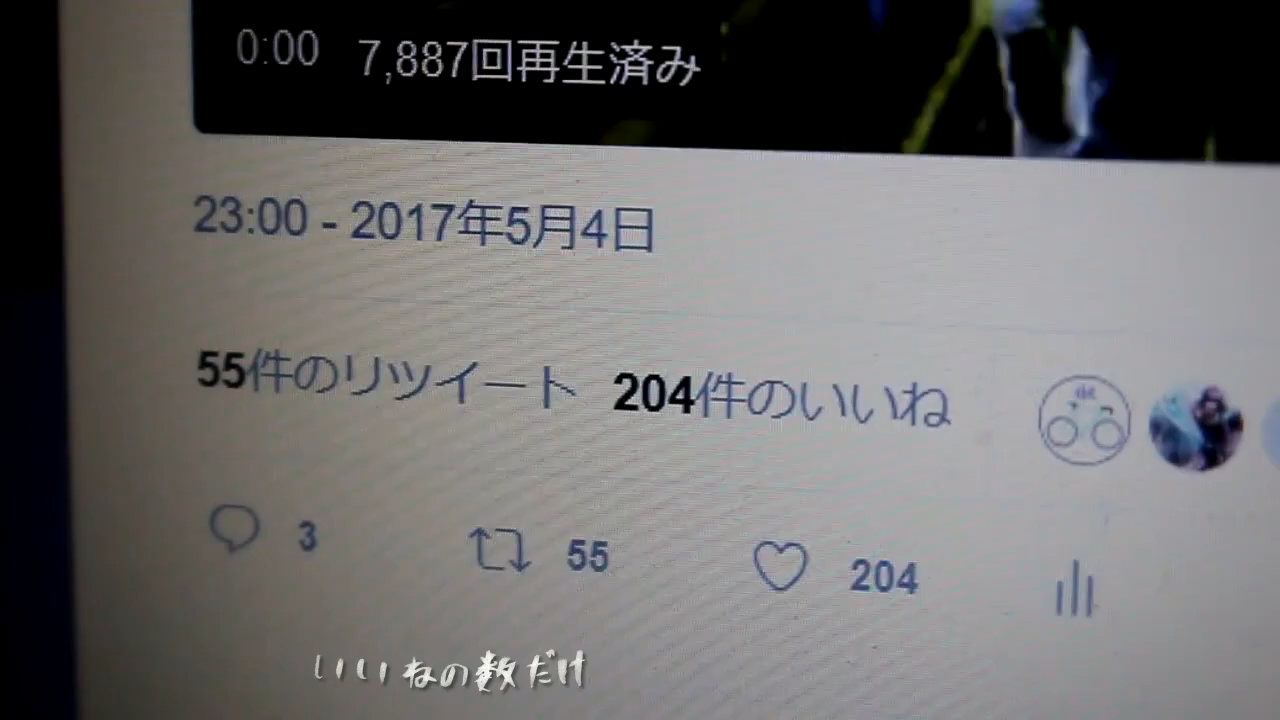 0:00 7,887回再生済み
23:00 - 2017年5月4日
55件のリツイート 204件のいいね
3 55 204
いいねの数だけ